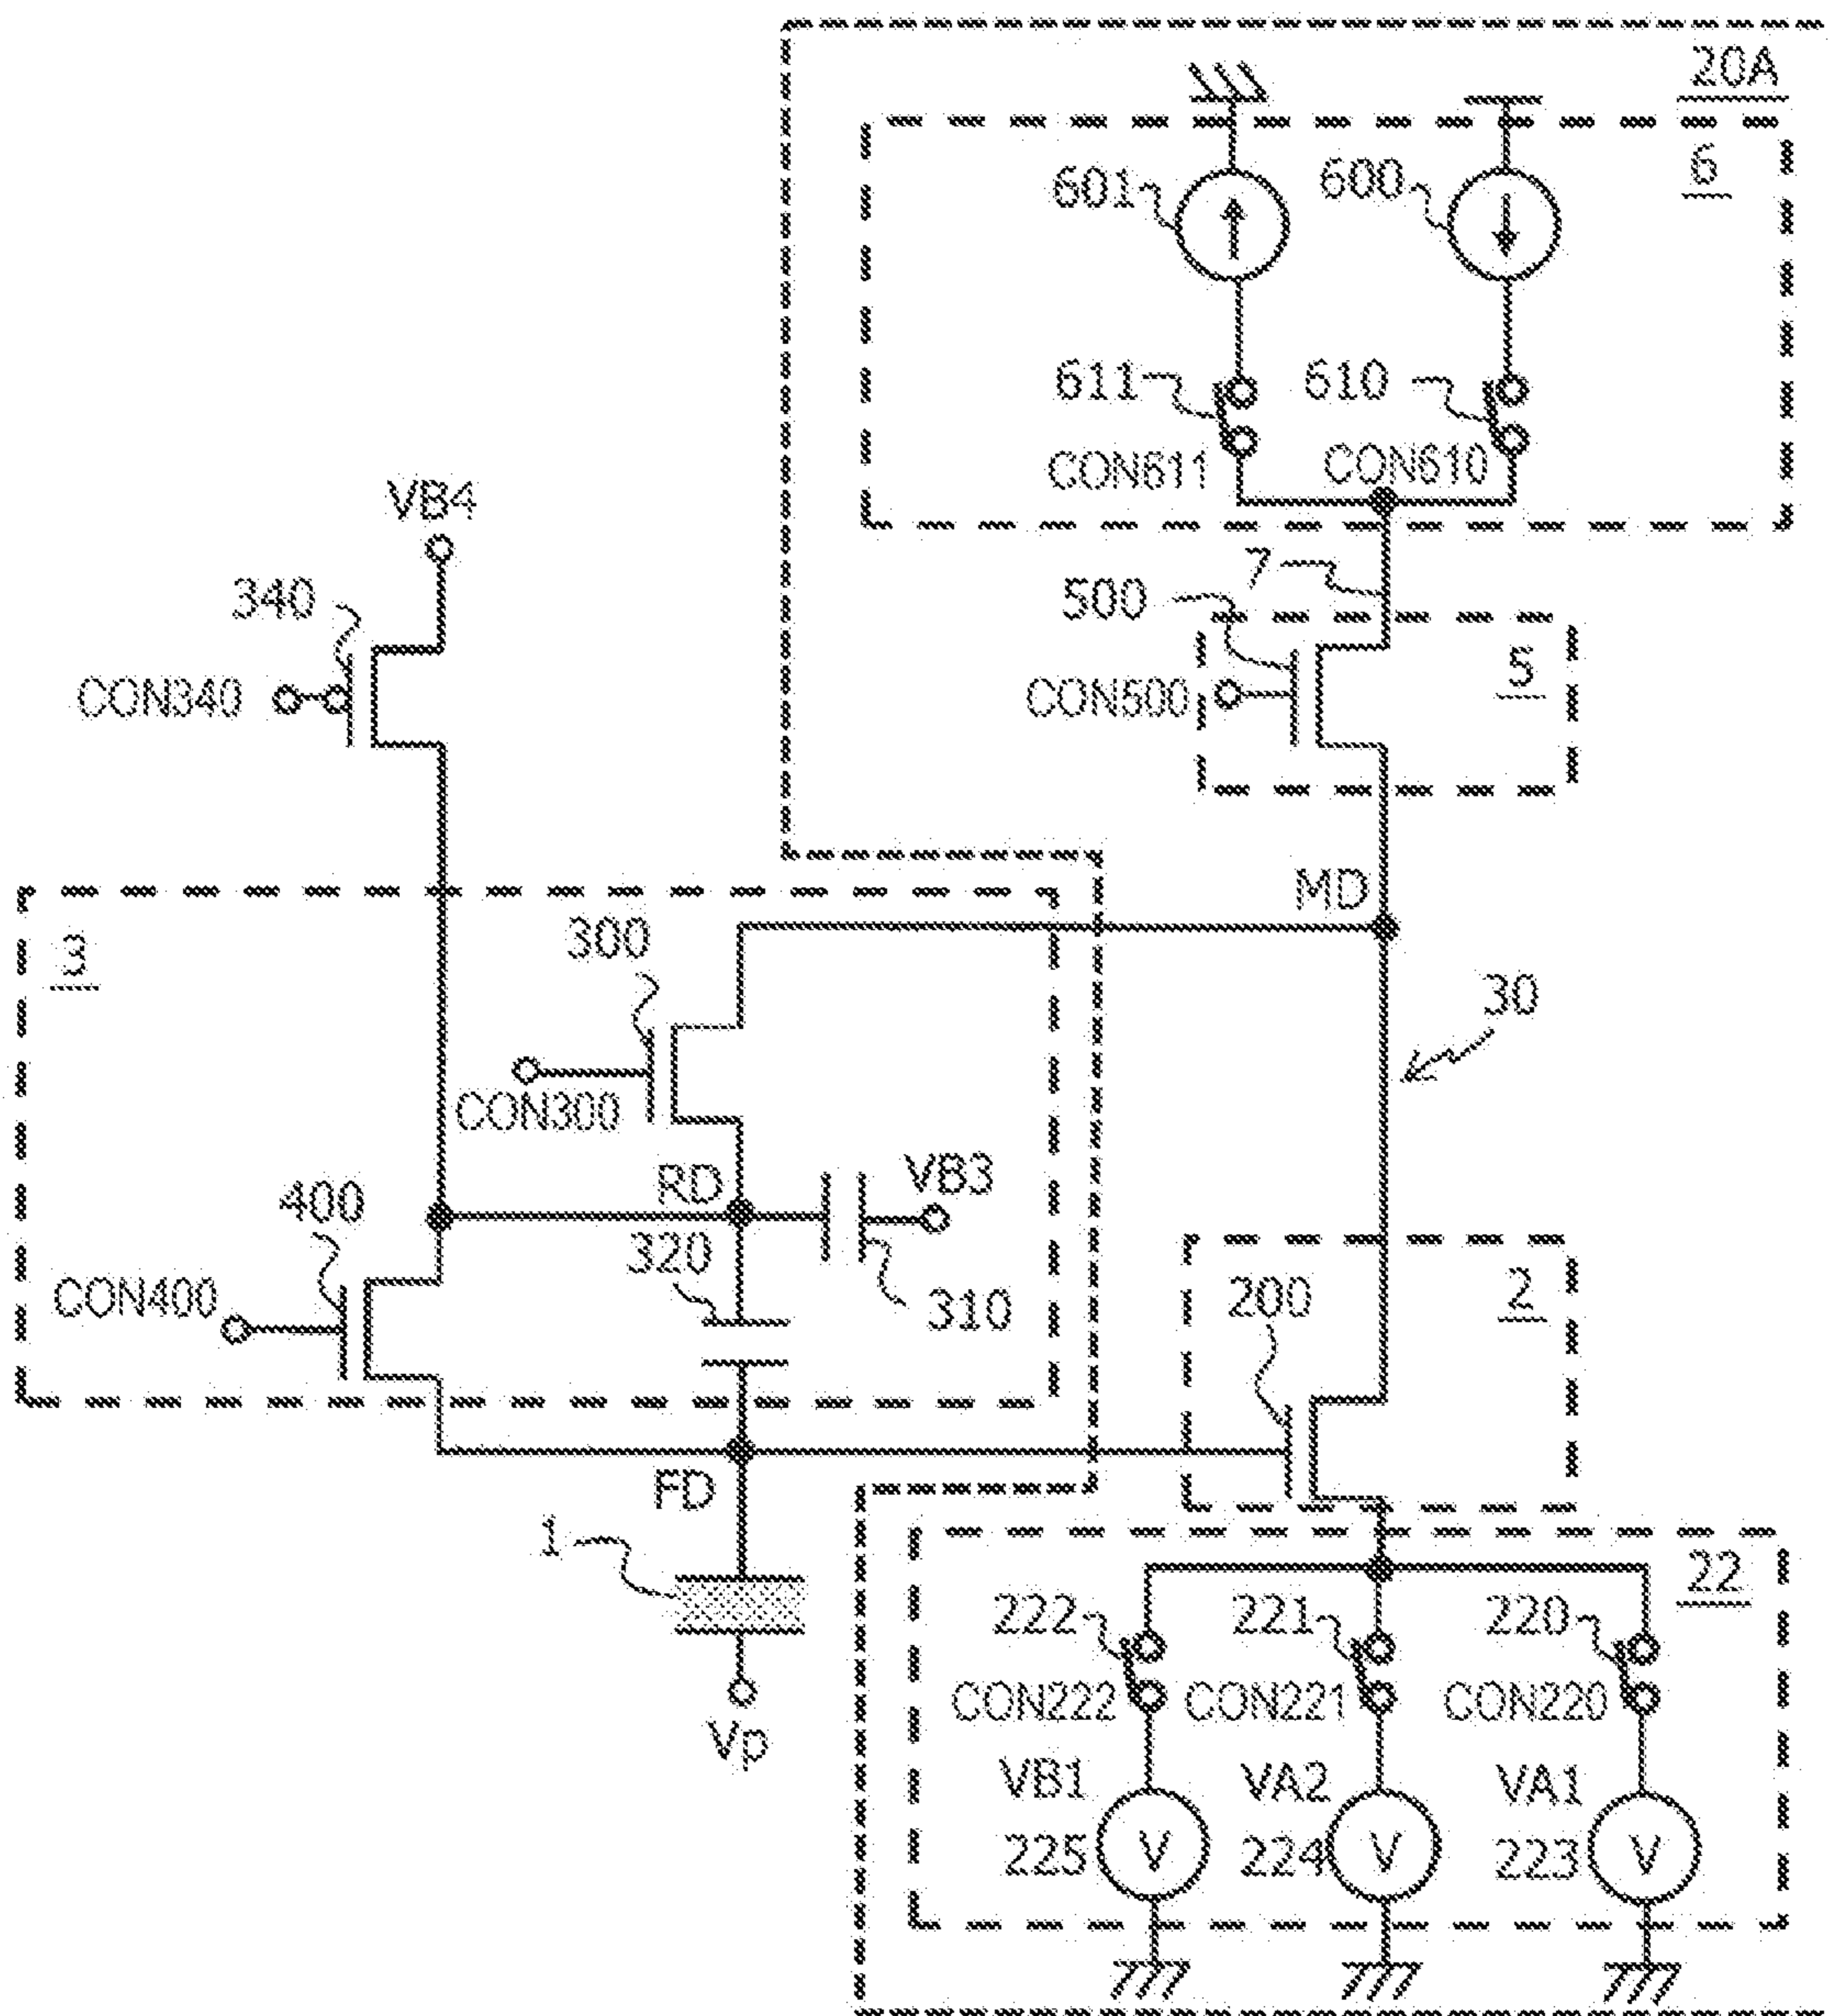 20A
6
601
600
611
610
CON611
CON610
VB4
7
340
500
5
CON340
CON500
MD
3
300
30
CON300
RD
VB3
400
320
2
CON400
310
200
FD
1
22
222
221
220
CON222
CON221
CON220
Vp
VB1
VA2
VA1
225
224
223
V
V
V